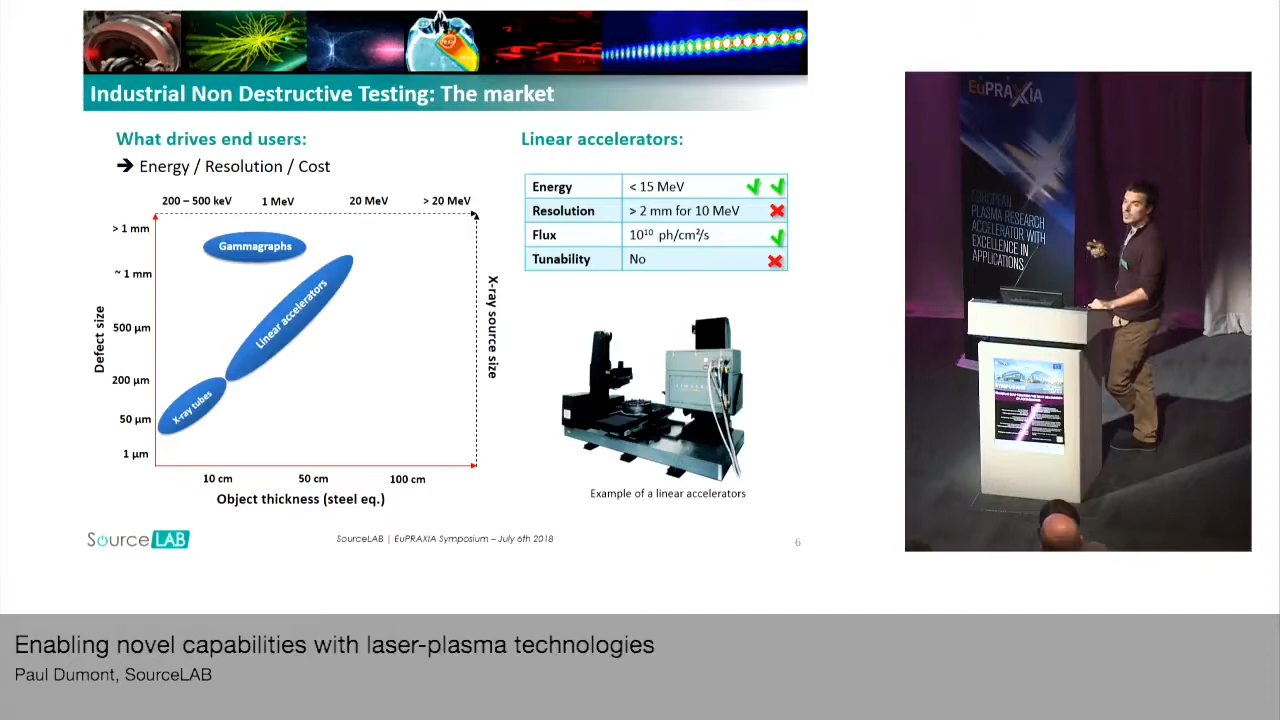 Industrial Non Destructive Testing: The market
What drives end users:
➔ Energy / Resolution / Cost
200 – 500 keV
1 MeV
20 MeV
> 20 MeV
> 1 mm
~ 1 mm
500 µm
200 µm
50 µm
1 µm
Defect size
Gammagraphs
Linear accelerators
X-ray tubes
X-ray source size
10 cm
50 cm
100 cm
Object thickness (steel eq.)
Linear accelerators:
Energy < 15 MeV
Resolution > 2 mm for 10 MeV
Flux 10¹⁰ ph/cm²/s
Tunability No
Example of a linear accelerators
SourceLAB
SourceLAB | EuPRAXIA Symposium – July 6th 2018
6
EuPRAXIA
EUROPEAN
PLASMA RESEARCH
ACCELERATOR WITH
EXCELLENCE IN
APPLICATIONS
Enabling novel capabilities with laser-plasma technologies
Paul Dumont, SourceLAB